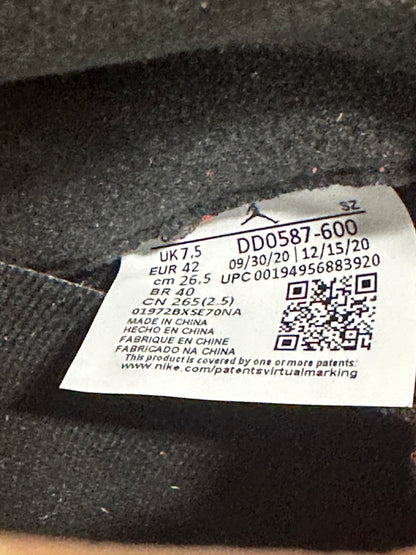 SZ
UK 7.5 DD0587-600
EUR 42 09/30/20 | 12/15/20
cm 26.5 UPC 00194956883920
BR 40
CN 265(2.5)
01972BXSE70NA
MADE IN CHINA
HECHO EN CHINA
FABRIQUE EN CHINE
FABRICADO NA CHINA
This product is covered by one or more patents:
www.nike.com/patentsvirtualmarking